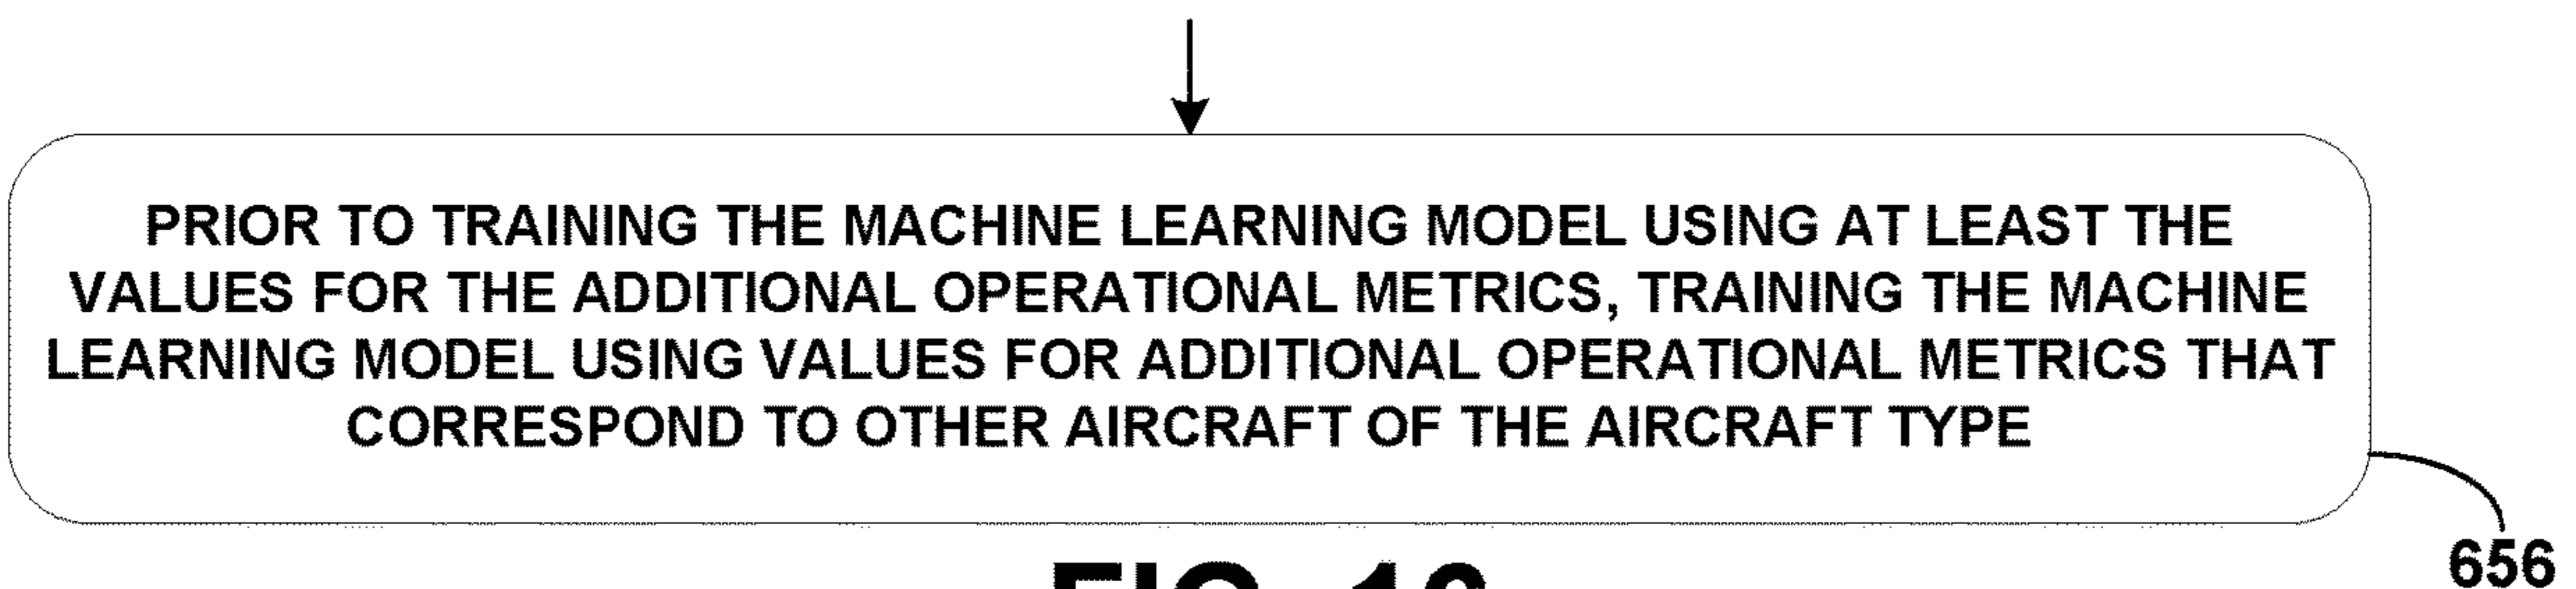 PRIOR TO TRAINING THE MACHINE LEARNING MODEL USING AT LEAST THE
VALUES FOR THE ADDITIONAL OPERATIONAL METRICS, TRAINING THE MACHINE
LEARNING MODEL USING VALUES FOR ADDITIONAL OPERATIONAL METRICS THAT
CORRESPOND TO OTHER AIRCRAFT OF THE AIRCRAFT TYPE
656
FIG.